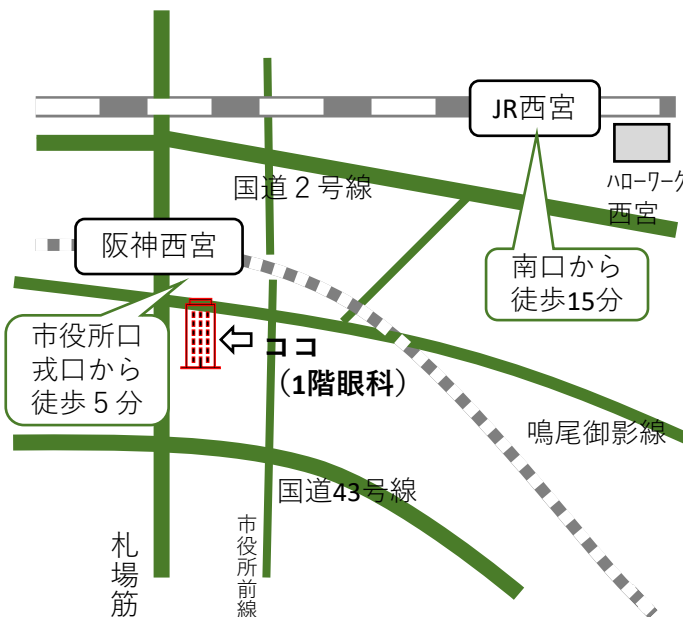 JR西宮
ハローワーク
西宮
国道２号線
阪神西宮
南口から
徒歩15分
市役所口
戎口から
徒歩５分
ココ
（1階眼科）
鳴尾御影線
国道43号線
札場筋
市役所前線